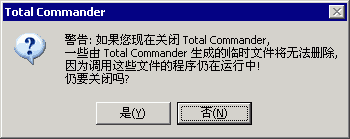 Total Commander
警告: 如果您现在关闭 Total Commander,
一些由 Total Commander 生成的临时文件将无法删除,
因为调用这些文件的程序仍在运行中!
仍要关闭吗?
是(Y) 否(N)